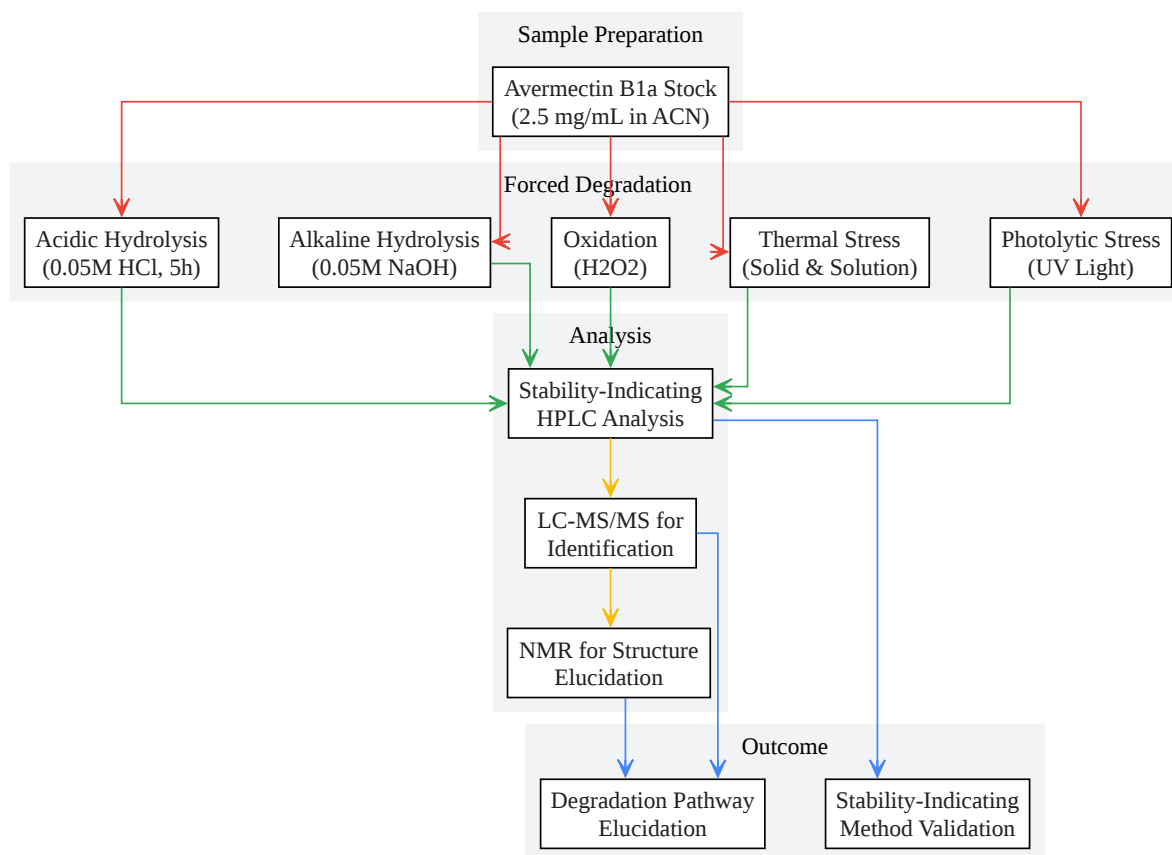 Sample Preparation
Avermectin B1a Stock
(2.5 mg/mL in ACN)
Forced Degradation
Acidic Hydrolysis
(0.05M HCl, 5h)
Alkaline Hydrolysis
(0.05M NaOH)
Oxidation
(H2O2)
Thermal Stress
(Solid & Solution)
Photolytic Stress
(UV Light)
Analysis
Stability-Indicating
HPLC Analysis
LC-MS/MS for
Identification
NMR for Structure
Elucidation
Outcome
Degradation Pathway
Elucidation
Stability-Indicating
Method Validation